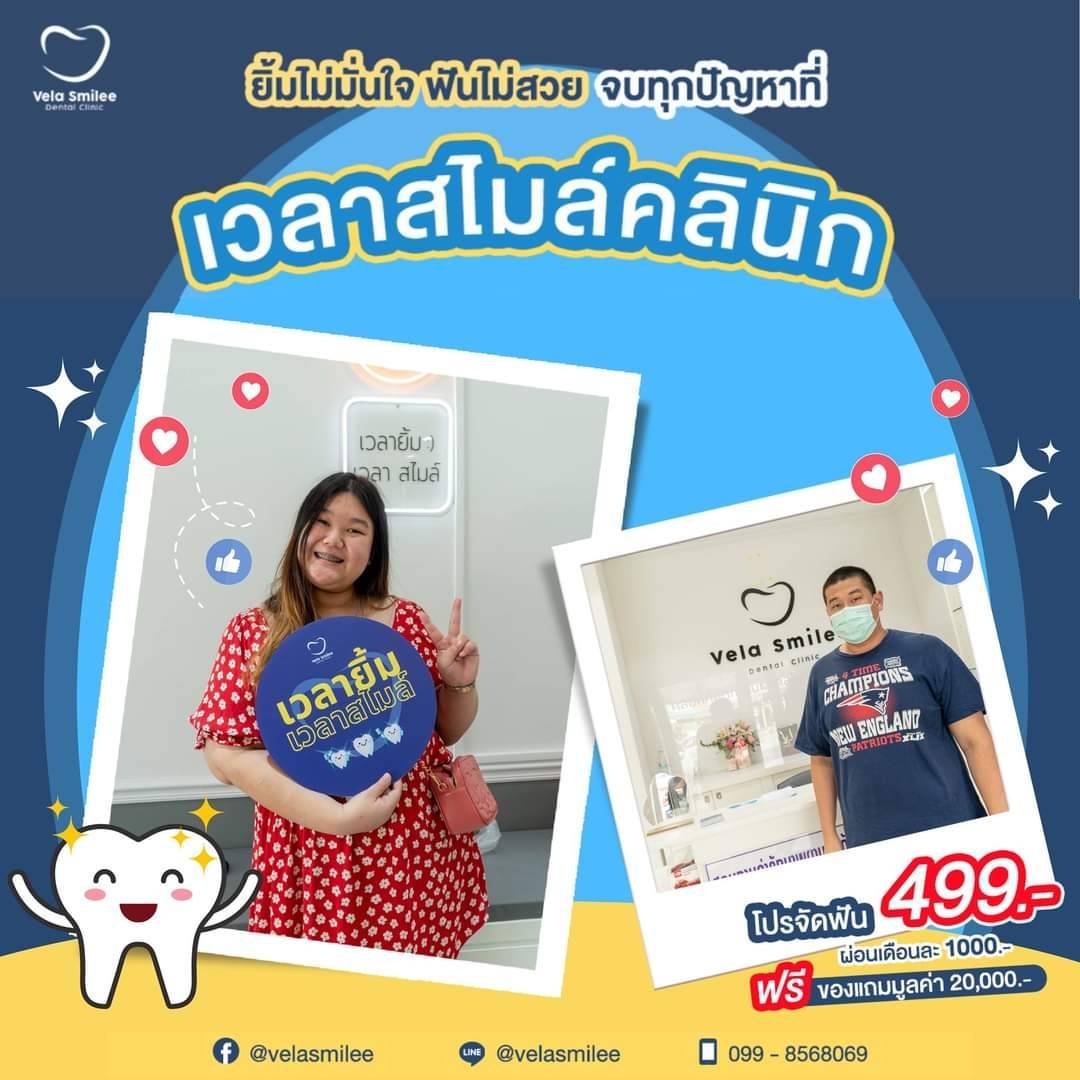 Vela Smilee
Dental Clinic
ยิ้มไม่มั่นใจ ฟันไม่สวย จบทุกปัญหาที่
เวลาสไมล์คลินิก
เวลายิ้ม
เวลา สไมล์
Vela Smilee
เวลายิ้ม
เวลาสไมล์
Vela Smilee
Dental Clinic
4 TIME
CHAMPIONS
NEW ENGLAND
PATRIOTS
โปรจัดฟัน 499.-
ผ่อนเดือนละ 1000.-
ฟรี ของแถมมูลค่า 20,000.-
@velasmilee
LINE @velasmilee
099 - 8568069